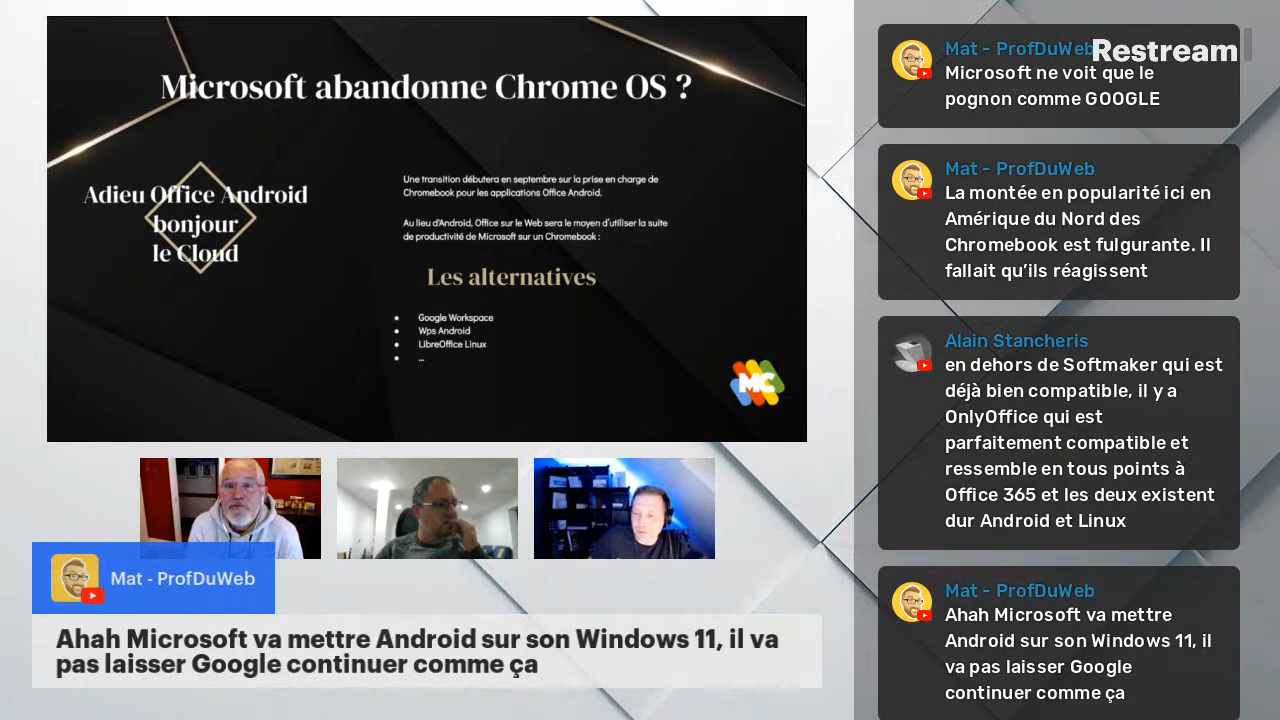 Microsoft abandonne Chrome OS ?
Adieu Office Android
bonjour
le Cloud
Une transition débutera en septembre sur la prise en charge de
Chromebook pour les applications Office Android.
Au lieu d'Android, Office sur le Web sera le moyen d'utiliser la suite
de productivité de Microsoft sur un Chromebook :
Les alternatives
• Google Workspace
• Wps Android
• LibreOffice Linux
• ...
MC
Mat - ProfDuWeb
Ahah Microsoft va mettre Android sur son Windows 11, il va
pas laisser Google continuer comme ça
Restream
Mat - ProfDuWeb
Microsoft ne voit que le
pognon comme GOOGLE
Mat - ProfDuWeb
La montée en popularité ici en
Amérique du Nord des
Chromebook est fulgurante. Il
fallait qu’ils réagissent
Alain Stancheris
en dehors de Softmaker qui est
déjà bien compatible, il y a
OnlyOffice qui est
parfaitement compatible et
ressemble en tous points à
Office 365 et les deux existent
dur Android et Linux
Mat - ProfDuWeb
Ahah Microsoft va mettre
Android sur son Windows 11, il
va pas laisser Google
continuer comme ça